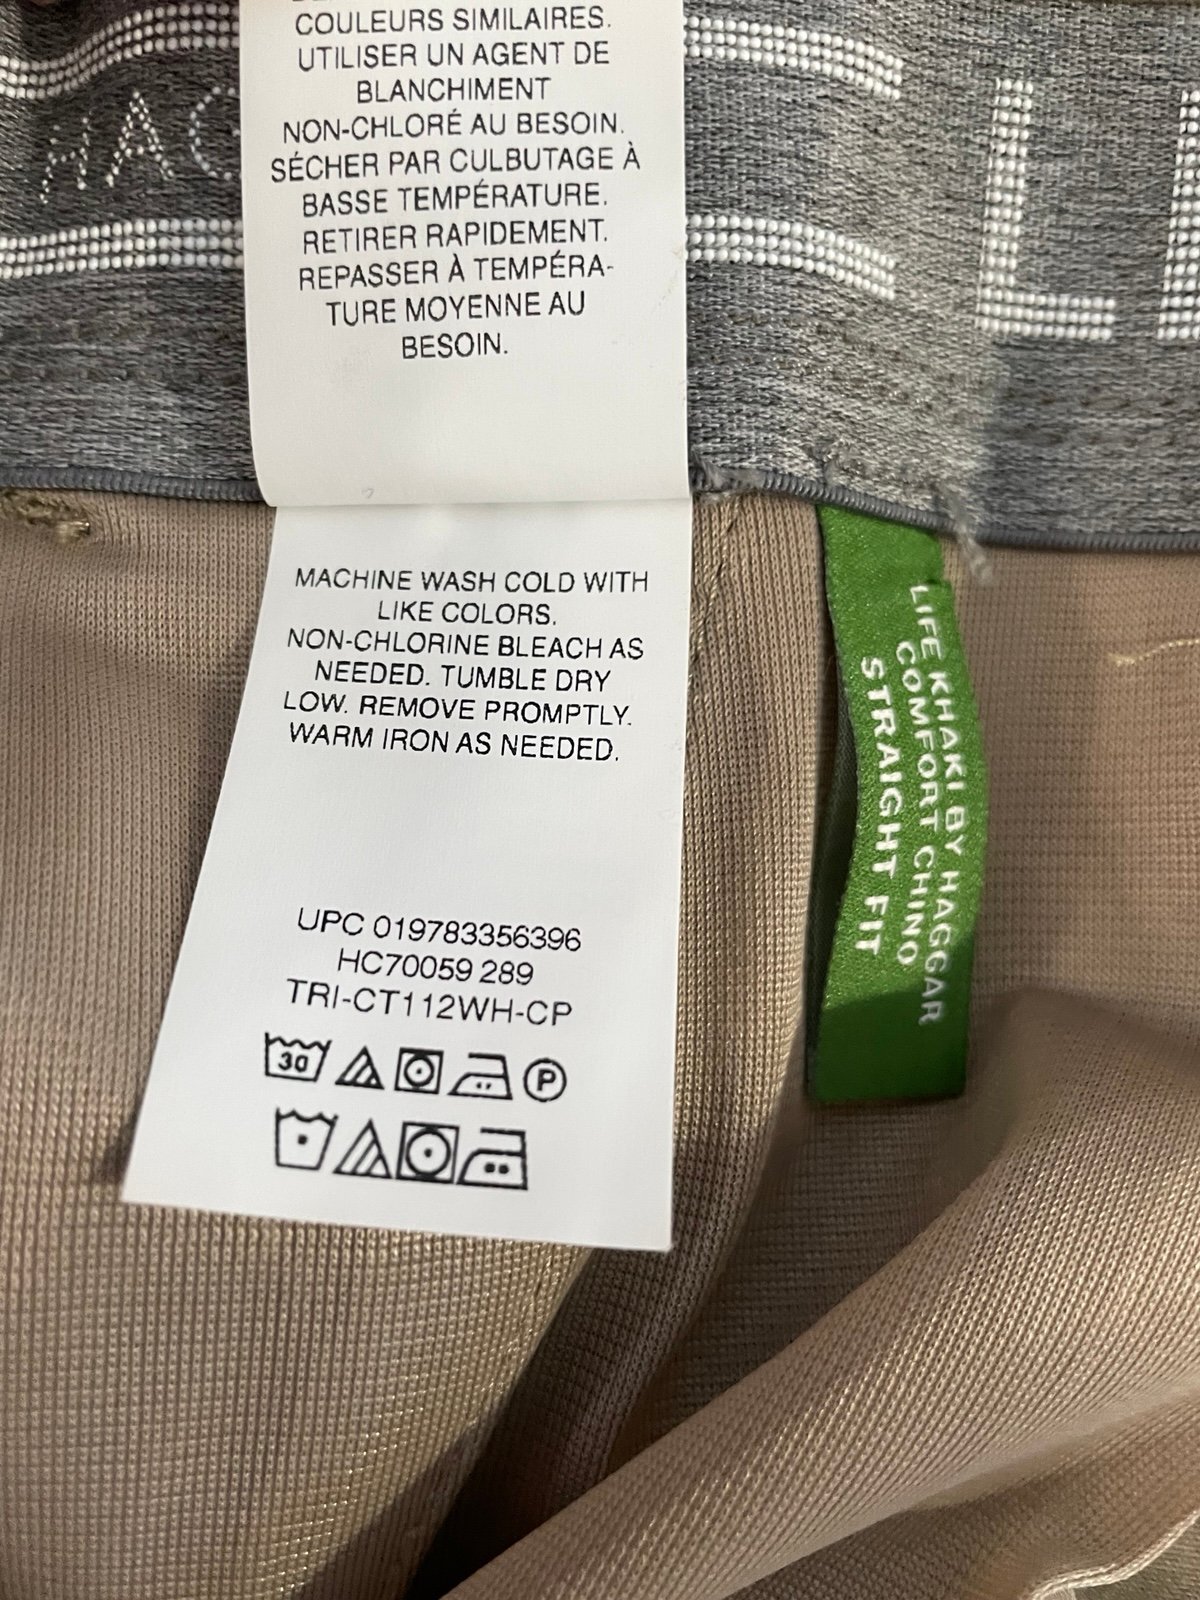 COULEURS SIMILAIRES.
UTILISER UN AGENT DE
BLANCHIMENT
NON-CHLORÉ AU BESOIN.
SÉCHER PAR CULBUTAGE À
BASSE TEMPÉRATURE.
RETIRER RAPIDEMENT.
REPASSER À TEMPÉRA-
TURE MOYENNE AU
BESOIN.
MACHINE WASH COLD WITH
LIKE COLORS.
NON-CHLORINE BLEACH AS
NEEDED. TUMBLE DRY
LOW. REMOVE PROMPTLY.
WARM IRON AS NEEDED.
UPC 019783356396
HC70059 289
TRI-CT112WH-CP
30
P
LIFE KHAKI BY HAGGAR
COMFORT CHINO
STRAIGHT FIT
HAG
L